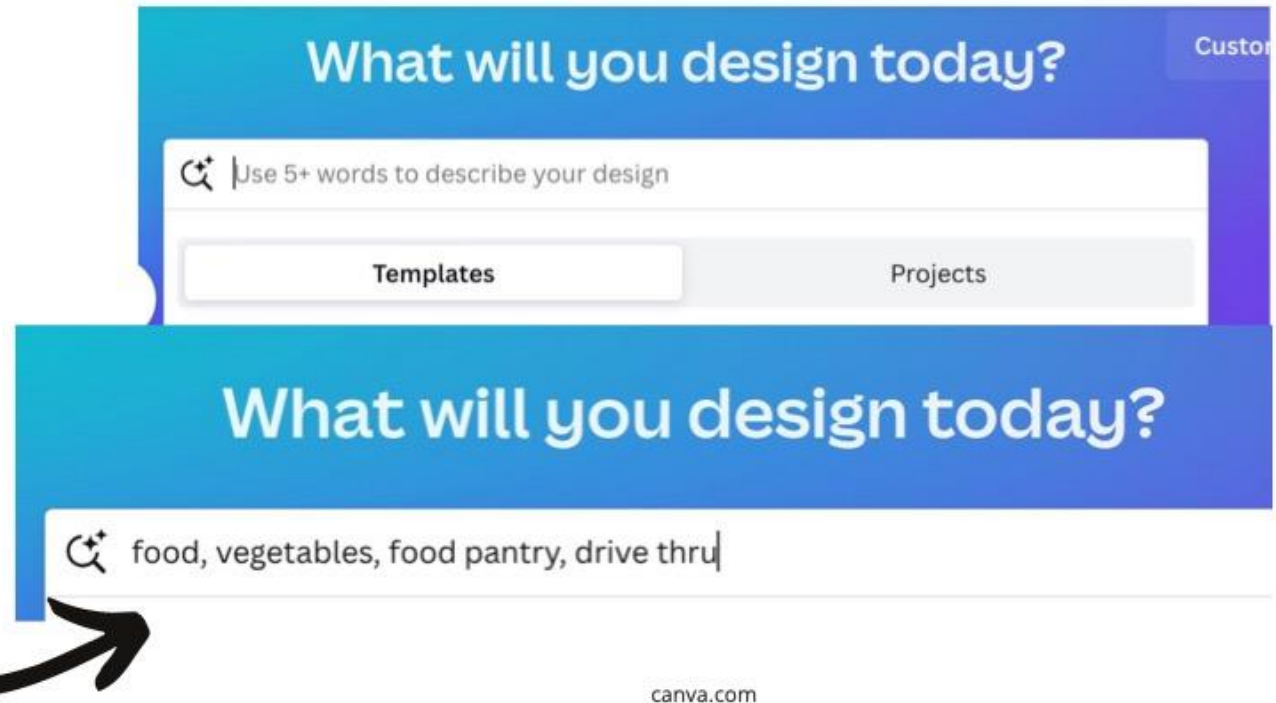 What will you design today?
Use 5+ words to describe your design
Templates Projects
What will you design today?
food, vegetables, food pantry, drive thru
canva.com